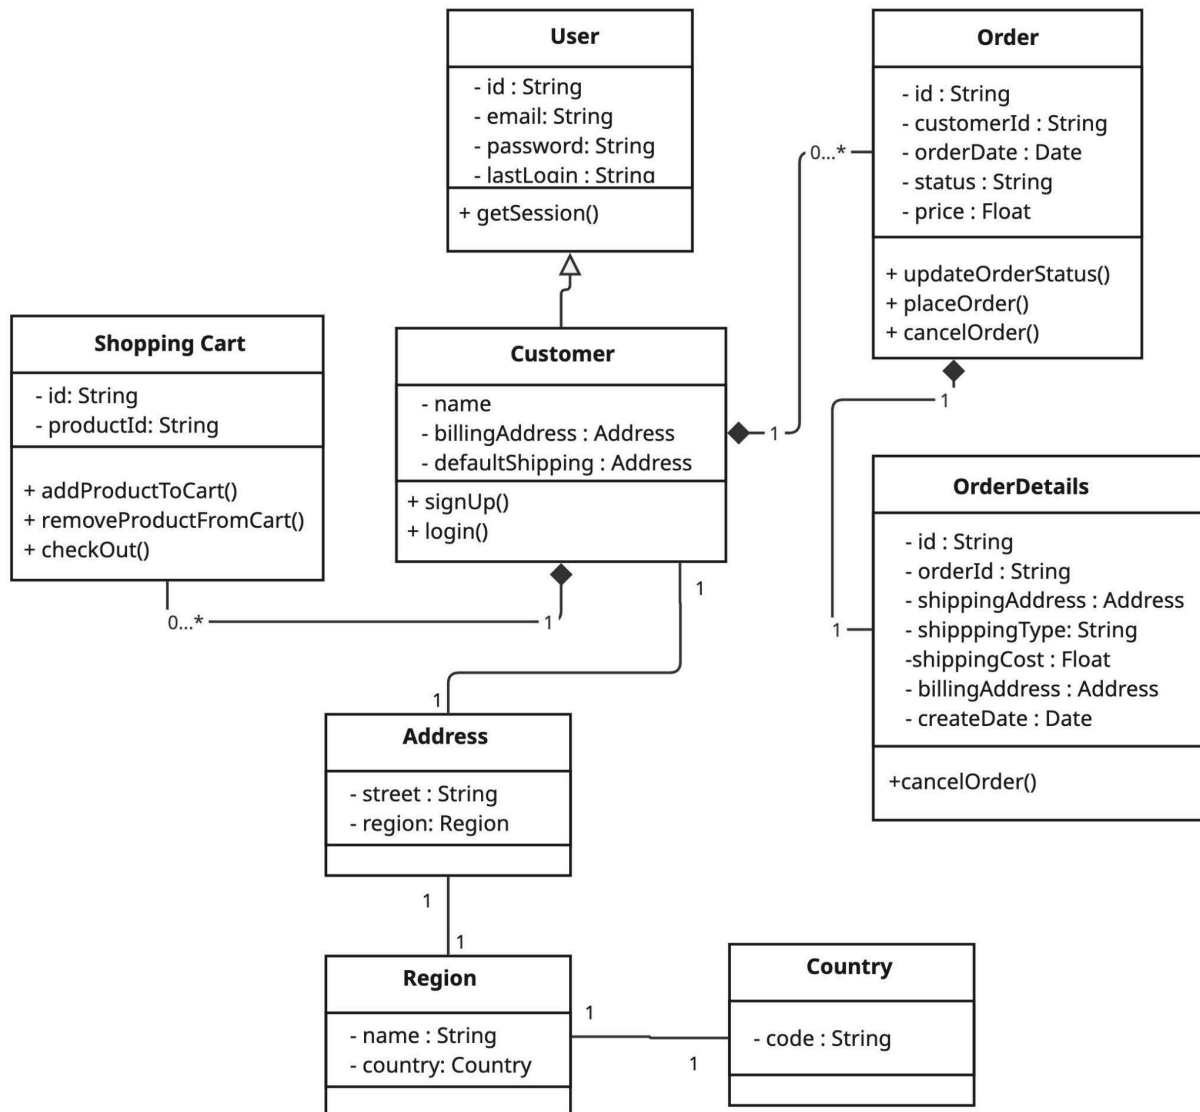 User
- id : String
- email: String
- password: String
- lastLogin : String
+ getSession()
Order
- id : String
- customerId : String
- orderDate : Date
- status : String
- price : Float
+ updateOrderStatus()
+ placeOrder()
+ cancelOrder()
0...*
1
Shopping Cart
- id: String
- productId: String
+ addProductToCart()
+ removeProductFromCart()
+ checkOut()
Customer
- name
- billingAddress : Address
- defaultShipping : Address
+ signUp()
+ login()
1
1
OrderDetails
- id : String
- orderId : String
- shippingAddress : Address
- shipppingType: String
-shippingCost : Float
- billingAddress : Address
- createDate : Date
+cancelOrder()
0...*
1
1
1
Address
- street : String
- region: Region
1
1
Region
- name : String
- country: Country
1
1
Country
- code : String